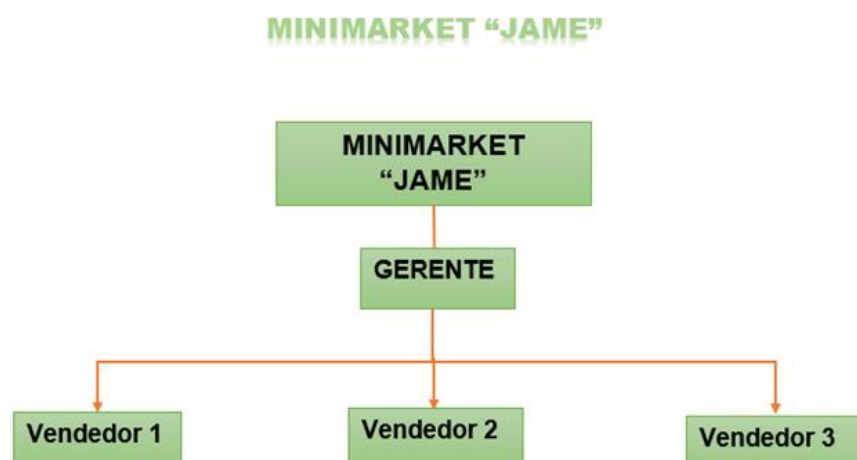 MINIMARKET “JAME”
MINIMARKET
“JAME”
GERENTE
Vendedor 1
Vendedor 2
Vendedor 3